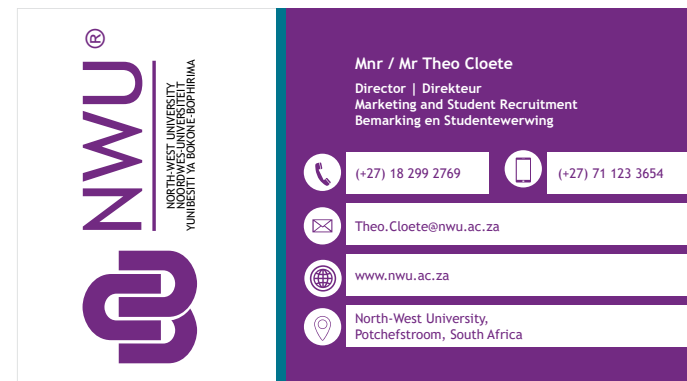 NWU®
NORTH-WEST UNIVERSITY
NOORDWES-UNIVERSITEIT
YUNIBESITI YA BOKONE-BOPHIRIMA
Mnr / Mr Theo Cloete
Director | Direkteur
Marketing and Student Recruitment
Bemarking en Studentewerwing
(+27) 18 299 2769
(+27) 71 123 3654
Theo.Cloete@nwu.ac.za
www.nwu.ac.za
North-West University,
Potchefstroom, South Africa